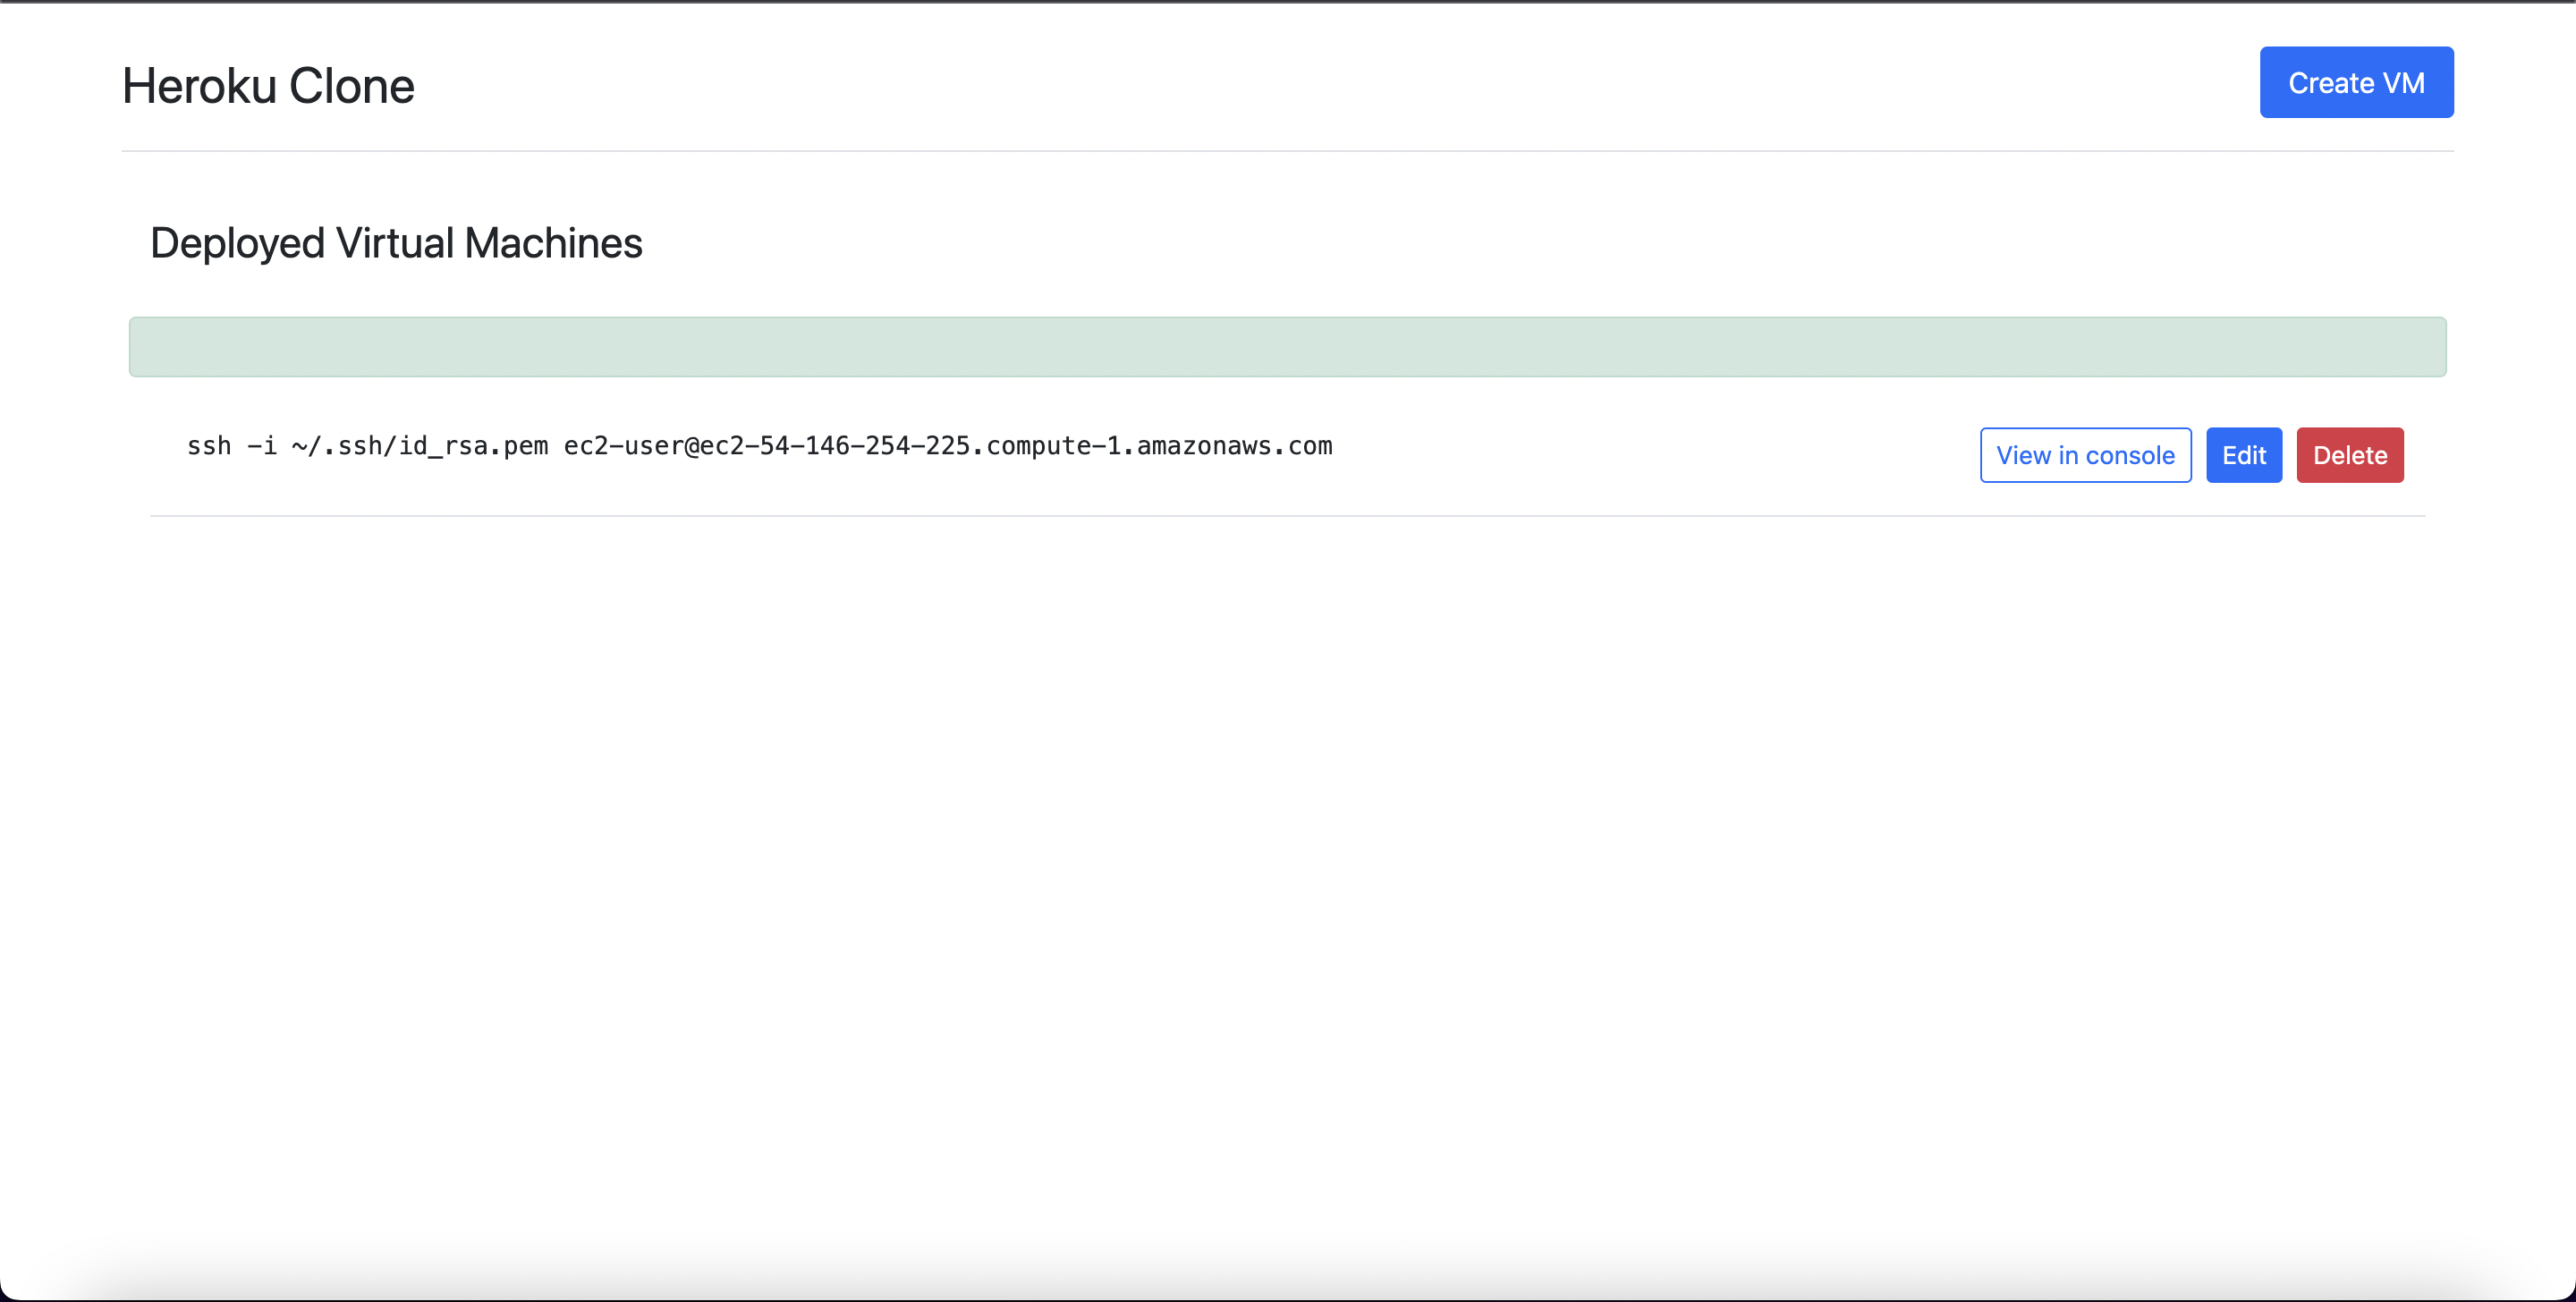 Heroku Clone
Create VM
Deployed Virtual Machines
ssh -i ~/.ssh/id_rsa.pem ec2-user@ec2-54-146-254-225.compute-1.amazonaws.com
View in console
Edit
Delete